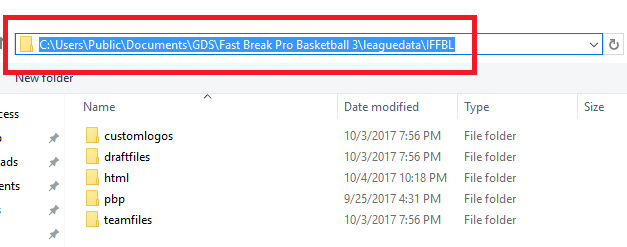 C:\Users\Public\Documents\GDS\Fast Break Pro Basketball 3\leaguedata\IFFBL
New folder
Name Date modified Type Size
customlogos 10/3/2017 7:56 PM File folder
draftfiles 10/3/2017 7:56 PM File folder
html 10/4/2017 10:18 PM File folder
pbp 9/25/2017 4:31 PM File folder
teamfiles 10/3/2017 7:56 PM File folder